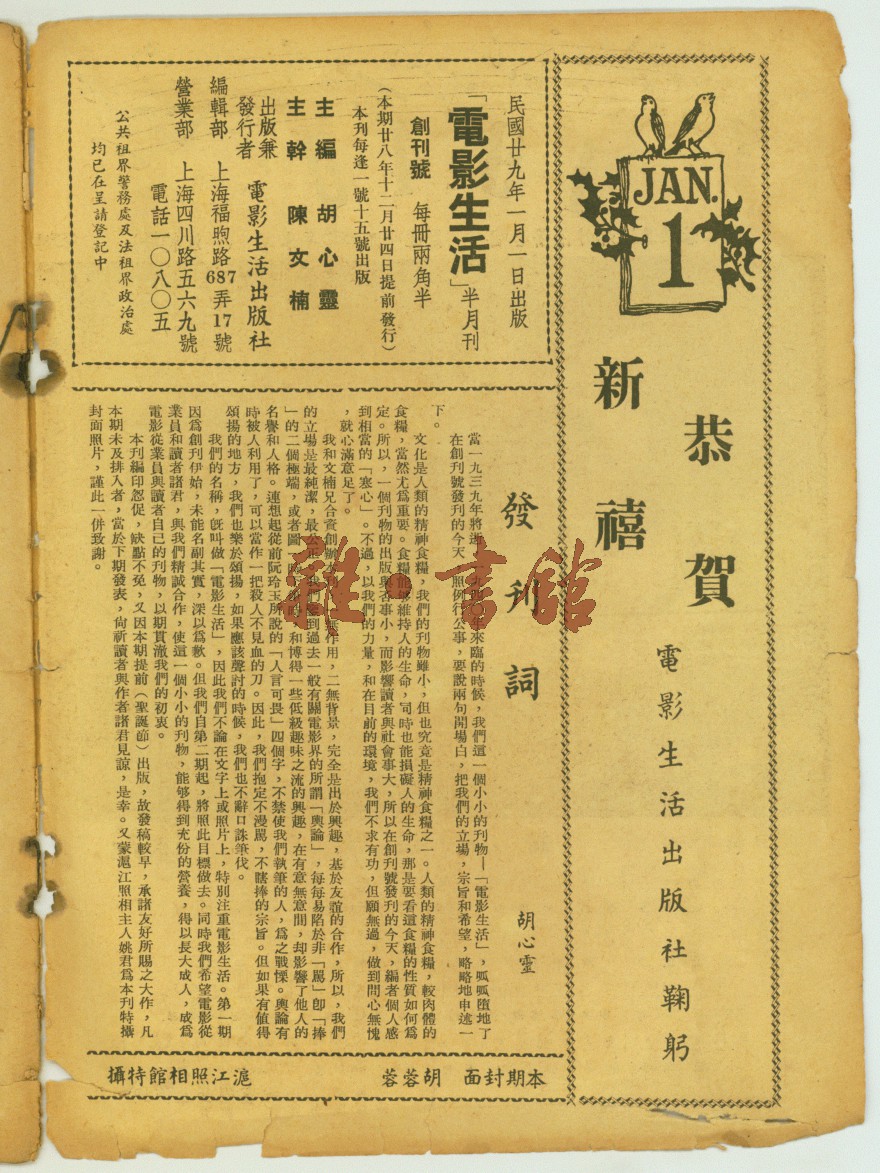 JAN.
1
恭賀
新禧
電影生活出版社鞠躬
民國廿九年一月一日出版
「電影生活」半月刊
創刊號 每冊兩角半
(本期廿八年十二月廿四日提前發行)
本刊每逢一號十五號出版
主編 胡心靈
主幹 陳文楠
出版兼發行者 電影生活出版社
編輯部 上海福煦路687弄17號
營業部 上海四川路五六九號
電話一〇八〇五
公共租界警務處及法租界政治處
均已在呈請登記中
發刊詞
胡心靈
當一九三九年將逝,一九四〇年來臨的時候,我們這一個小小的刊物—「電影生活」,呱呱墮地了
在創刊號發刊的今天,照例行公事,要說兩句開場白,把我們的立場,宗旨和希望,略略地申述一
下。
文化是人類的精神食糧,我們的刊物雖小,但也究竟是精神食糧之一。人類的精神食糧,較肉體的
食糧,當然尤爲重要。食糧能够維持人的生命,同時也能損礙人的生命,那是要看這食糧的性質如何爲
定。所以,一個刊物的出版與否事小,而影響讀者與社會事大,所以在創刊號發刊的今天,編者個人感
到相當的「寒心」。不過,以我們的力量,和在目前的環境,我們不求有功,但願無過,做到問心無愧
,就心滿意足了。
我和文楠兄合資創辦本刊,一無作用,二無背景,完全是出於興趣,基於友誼的合作,所以,我們
的立場是最純潔,最公正。我們鑒到過去一般有關電影界的所謂「輿論」,每每易陷於非「罵」卽「捧
」的二個極端,或者圖一時之快,和博得一些低級趣味之流的興趣,在有意無意間,却影響了他人的
名譽和人格。連想起從前阮玲玉所說的「人言可畏」四個字,不禁使我們執筆的人,爲之戰慄。輿論有
時被人利用了,可以當作一把殺人不見血的刀。因此,我們抱定不漫罵,不瞎捧的宗旨。但如果有值得
頌揚的地方,我們也樂於頌揚,如果應該聲討的時候,我們也不辭口誅筆伐。
我們的名稱,旣叫做「電影生活」,因此我們不論在文字上或照片上,特別注重電影生活。第一期
因爲創刊伊始,未能名副其實,深以爲歉。但我們自第二期起,將照此目標做去。同時我們希望電影從
業員和讀者諸君,與我們精誠合作,使這一個小小的刊物,能够得到充份的營養,得以長大成人,成爲
電影從業員與讀者自己的刊物,以期貫澈我們的初衷。
本刊編印怱促,缺點不免,又因本期提前(聖誕節)出版,故發稿較早,承諸友好所賜之大作,凡
本期未及排入者,當於下期發表,尙祈讀者與作者諸君見諒,是幸。又蒙滬江照相主人姚君爲本刊特攝
封面照片,謹此一併致謝。
本期封面 胡蓉蓉 滬江照相館特攝
雜·書館